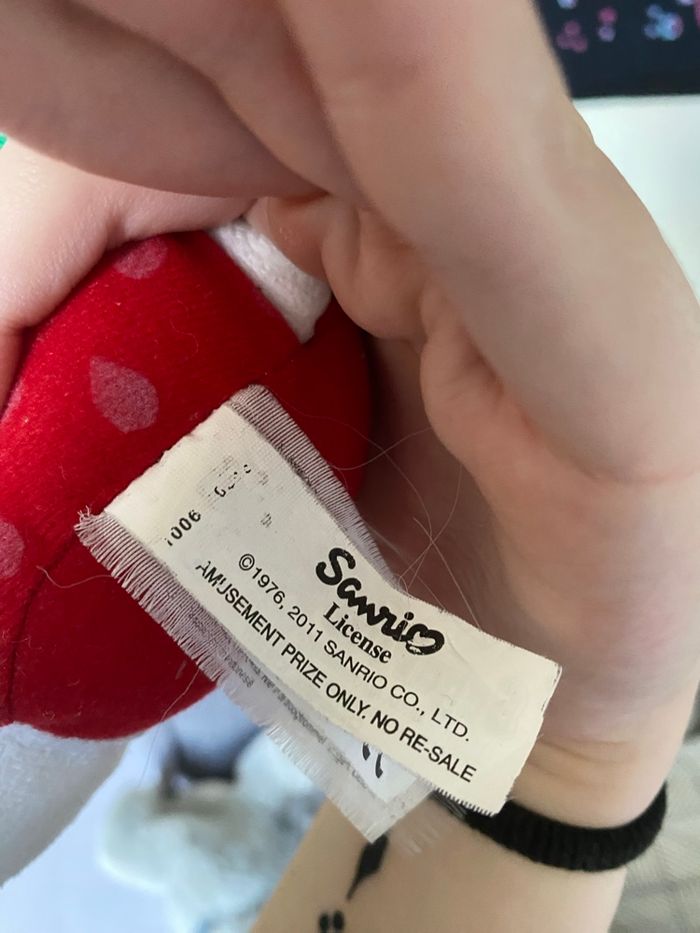 Sanrio
License
©1976, 2011 SANRIO CO., LTD.
AMUSEMENT PRIZE ONLY. NO RE-SALE